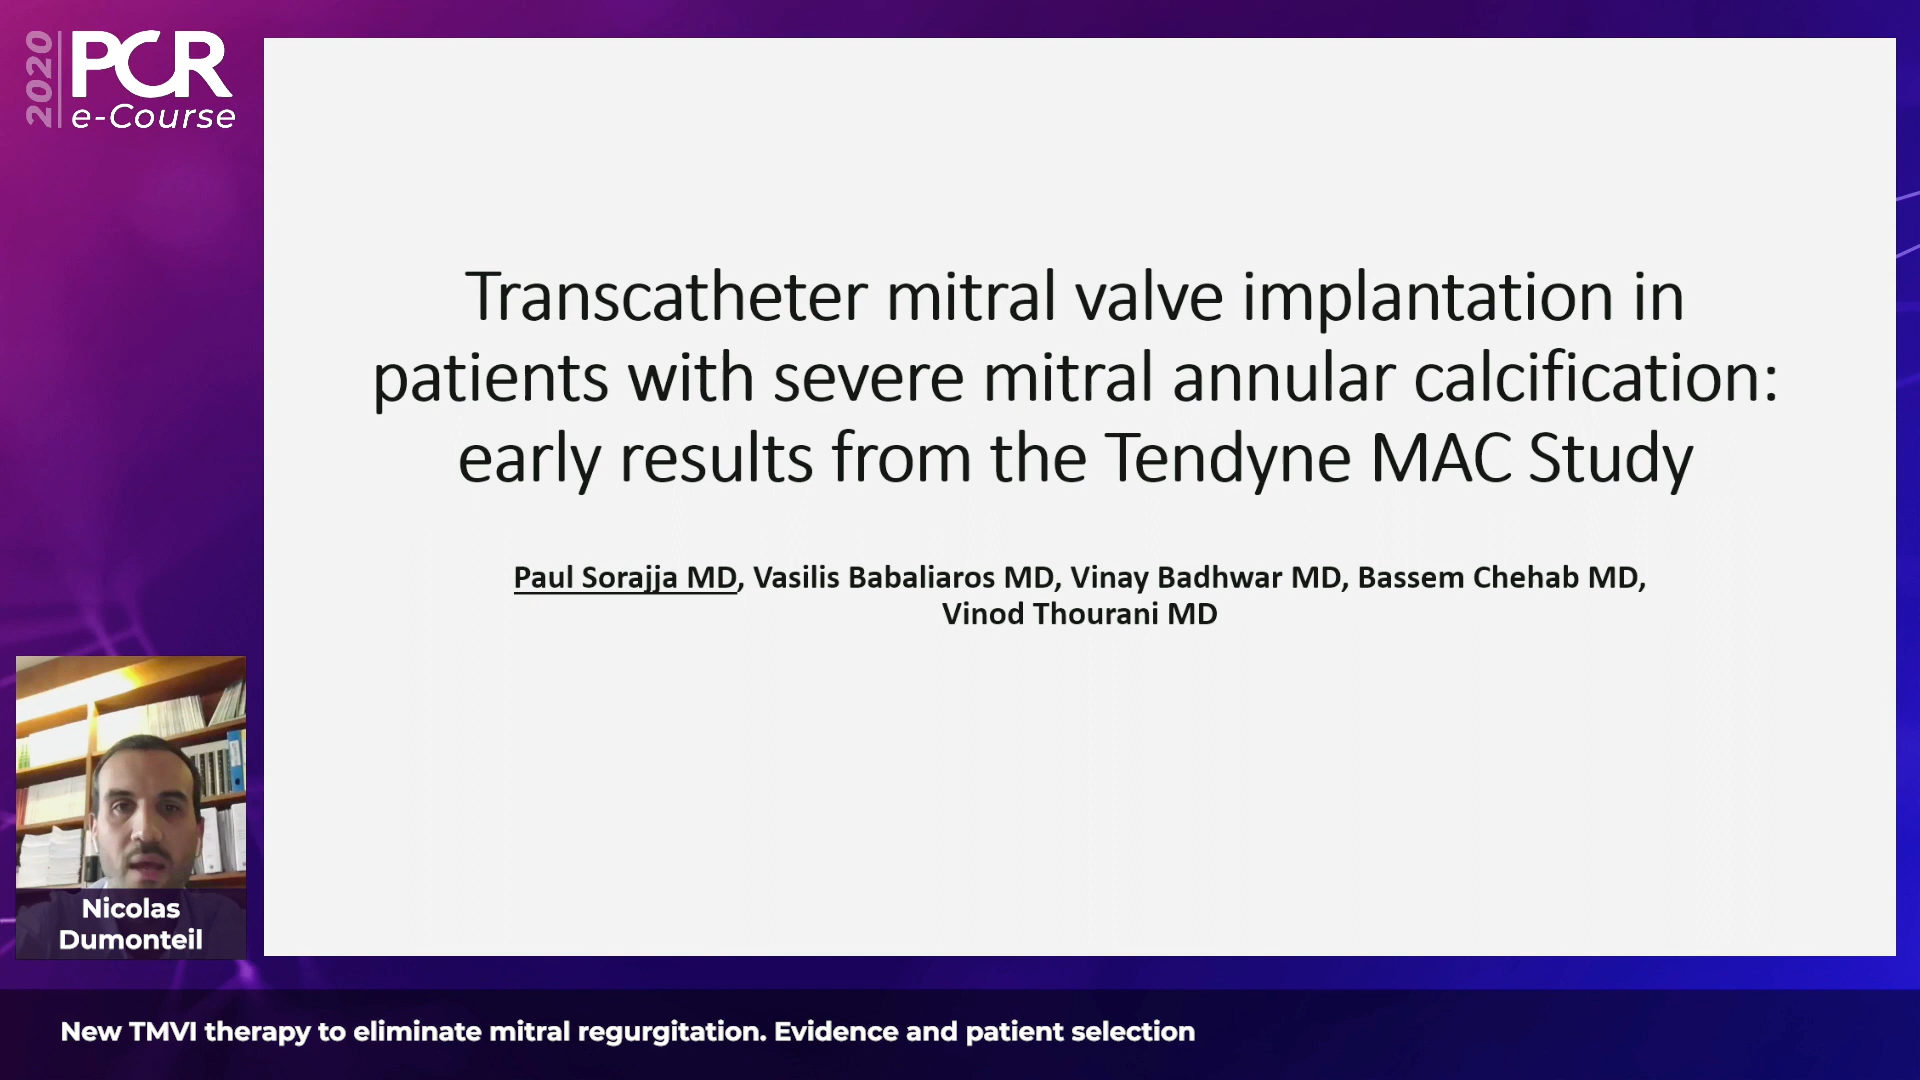 2020
PCR
e-Course
Transcatheter mitral valve implantation in
patients with severe mitral annular calcification:
early results from the Tendyne MAC Study
Paul Sorajja MD, Vasilis Babaliaros MD, Vinay Badhwar MD, Bassem Chehab MD,
Vinod Thourani MD
Nicolas
Dumonteil
New TMVI therapy to eliminate mitral regurgitation. Evidence and patient selection